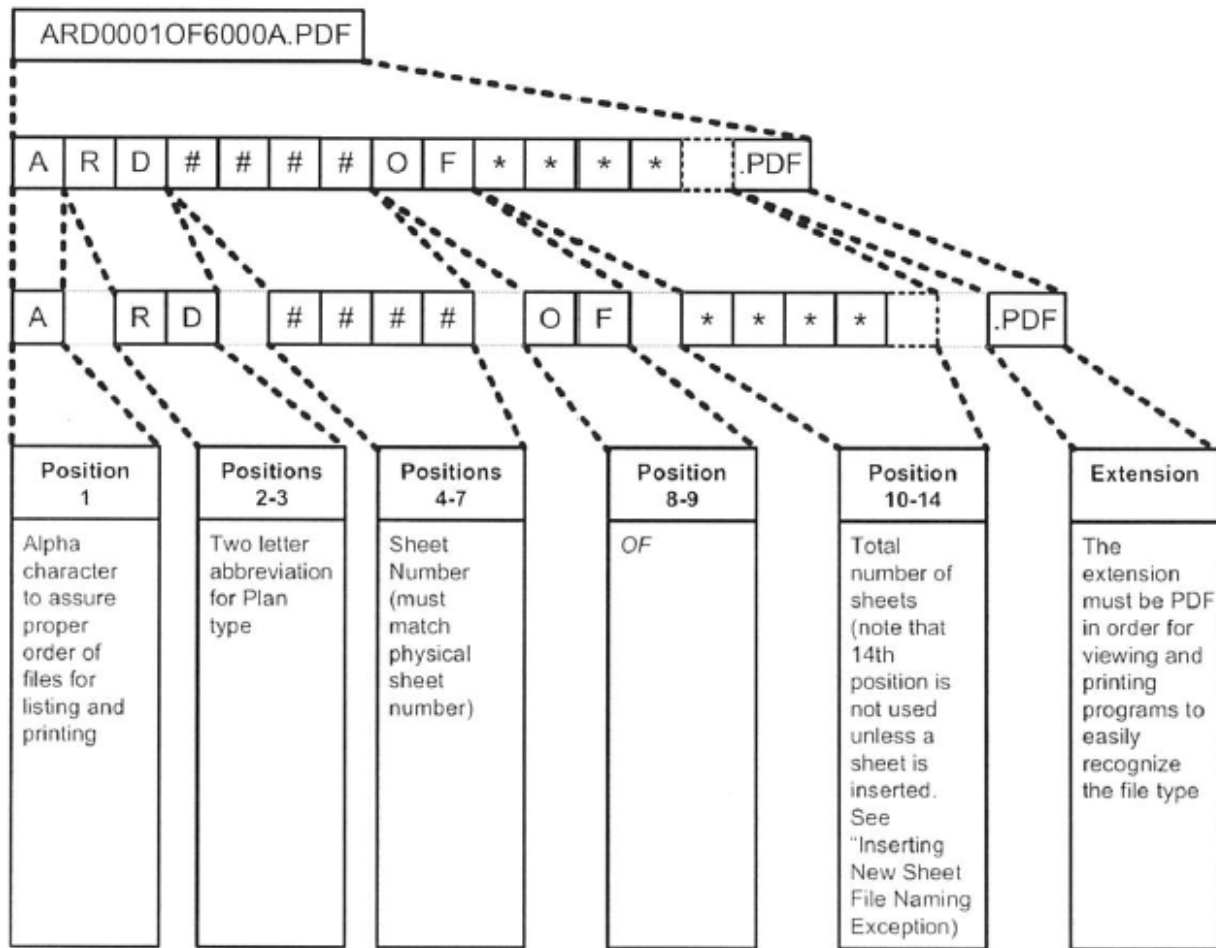 ARD0001OF6000A.PDF
A R D # # # # O F * * * * .PDF
A R D # # # # O F * * * * .PDF
Position
1
Alpha
character
to assure
proper
order of
files for
listing and
printing
Positions
2-3
Two letter
abbreviation
for Plan
type
Positions
4-7
Sheet
Number
(must
match
physical
sheet
number)
Position
8-9
OF
Position
10-14
Total
number of
sheets
(note that
14th
position is
not used
unless a
sheet is
inserted.
See
“Inserting
New Sheet
File Naming
Exception)
Extension
The
extension
must be PDF
in order for
viewing and
printing
programs to
easily
recognize
the file type